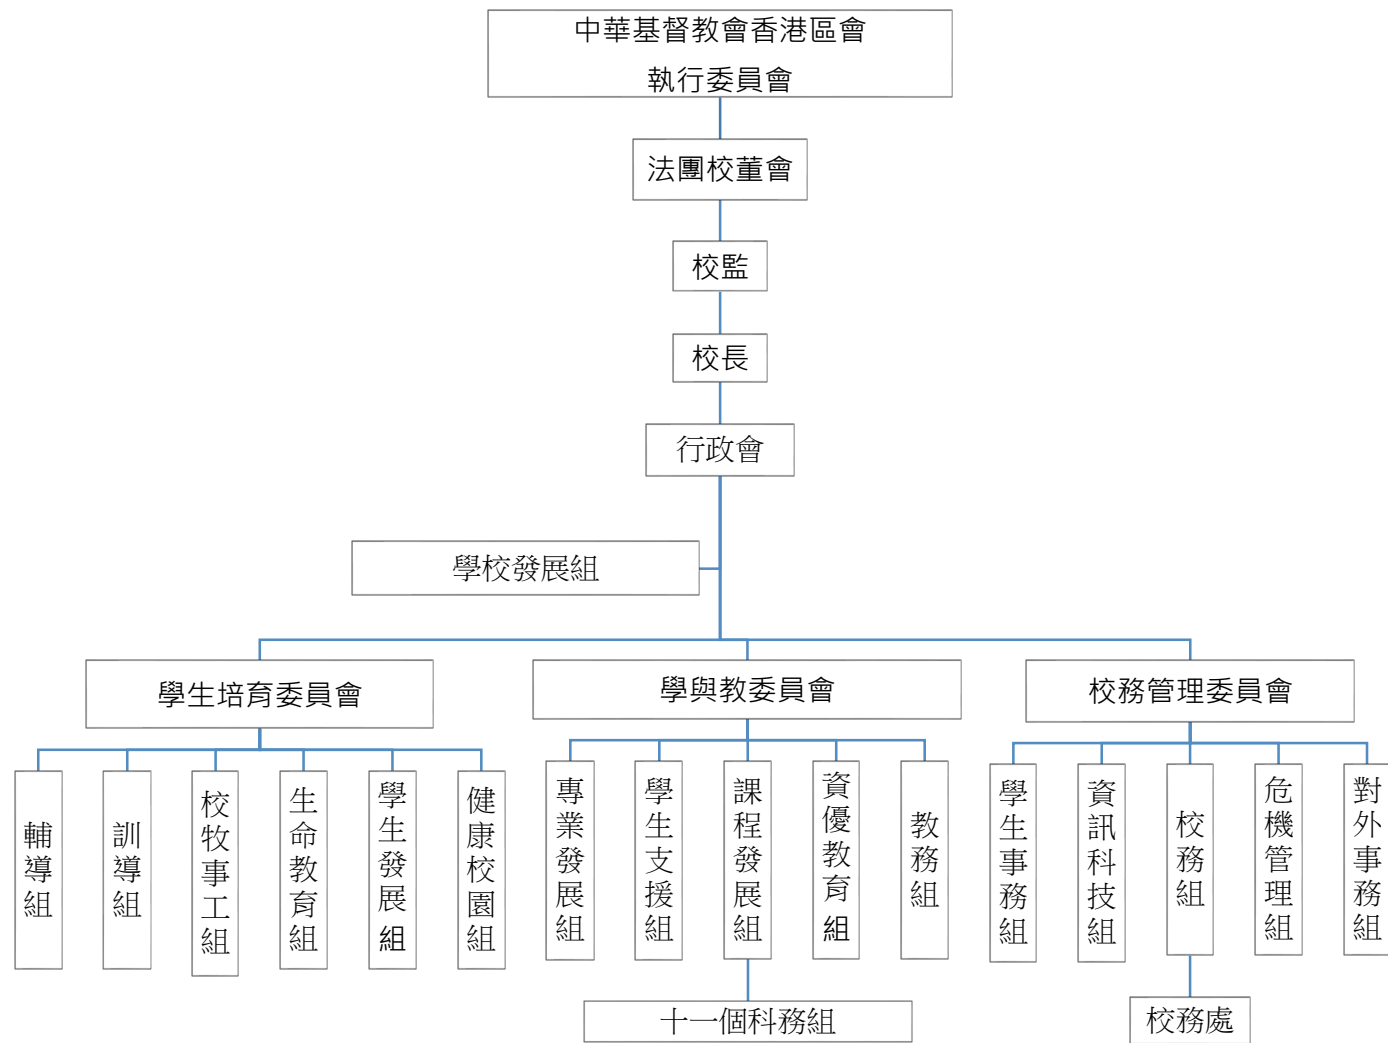 中華基督教會香港區會
執行委員會
法團校董會
校監
校長
行政會
學校發展組
學生培育委員會
學與教委員會
校務管理委員會
輔導組
訓導組
校牧事工組
生命教育組
學生發展組
健康校園組
專業發展組
學生支援組
課程發展組
資優教育組
教務組
學生事務組
資訊科技組
校務組
危機管理組
對外事務組
十一個科務組
校務處